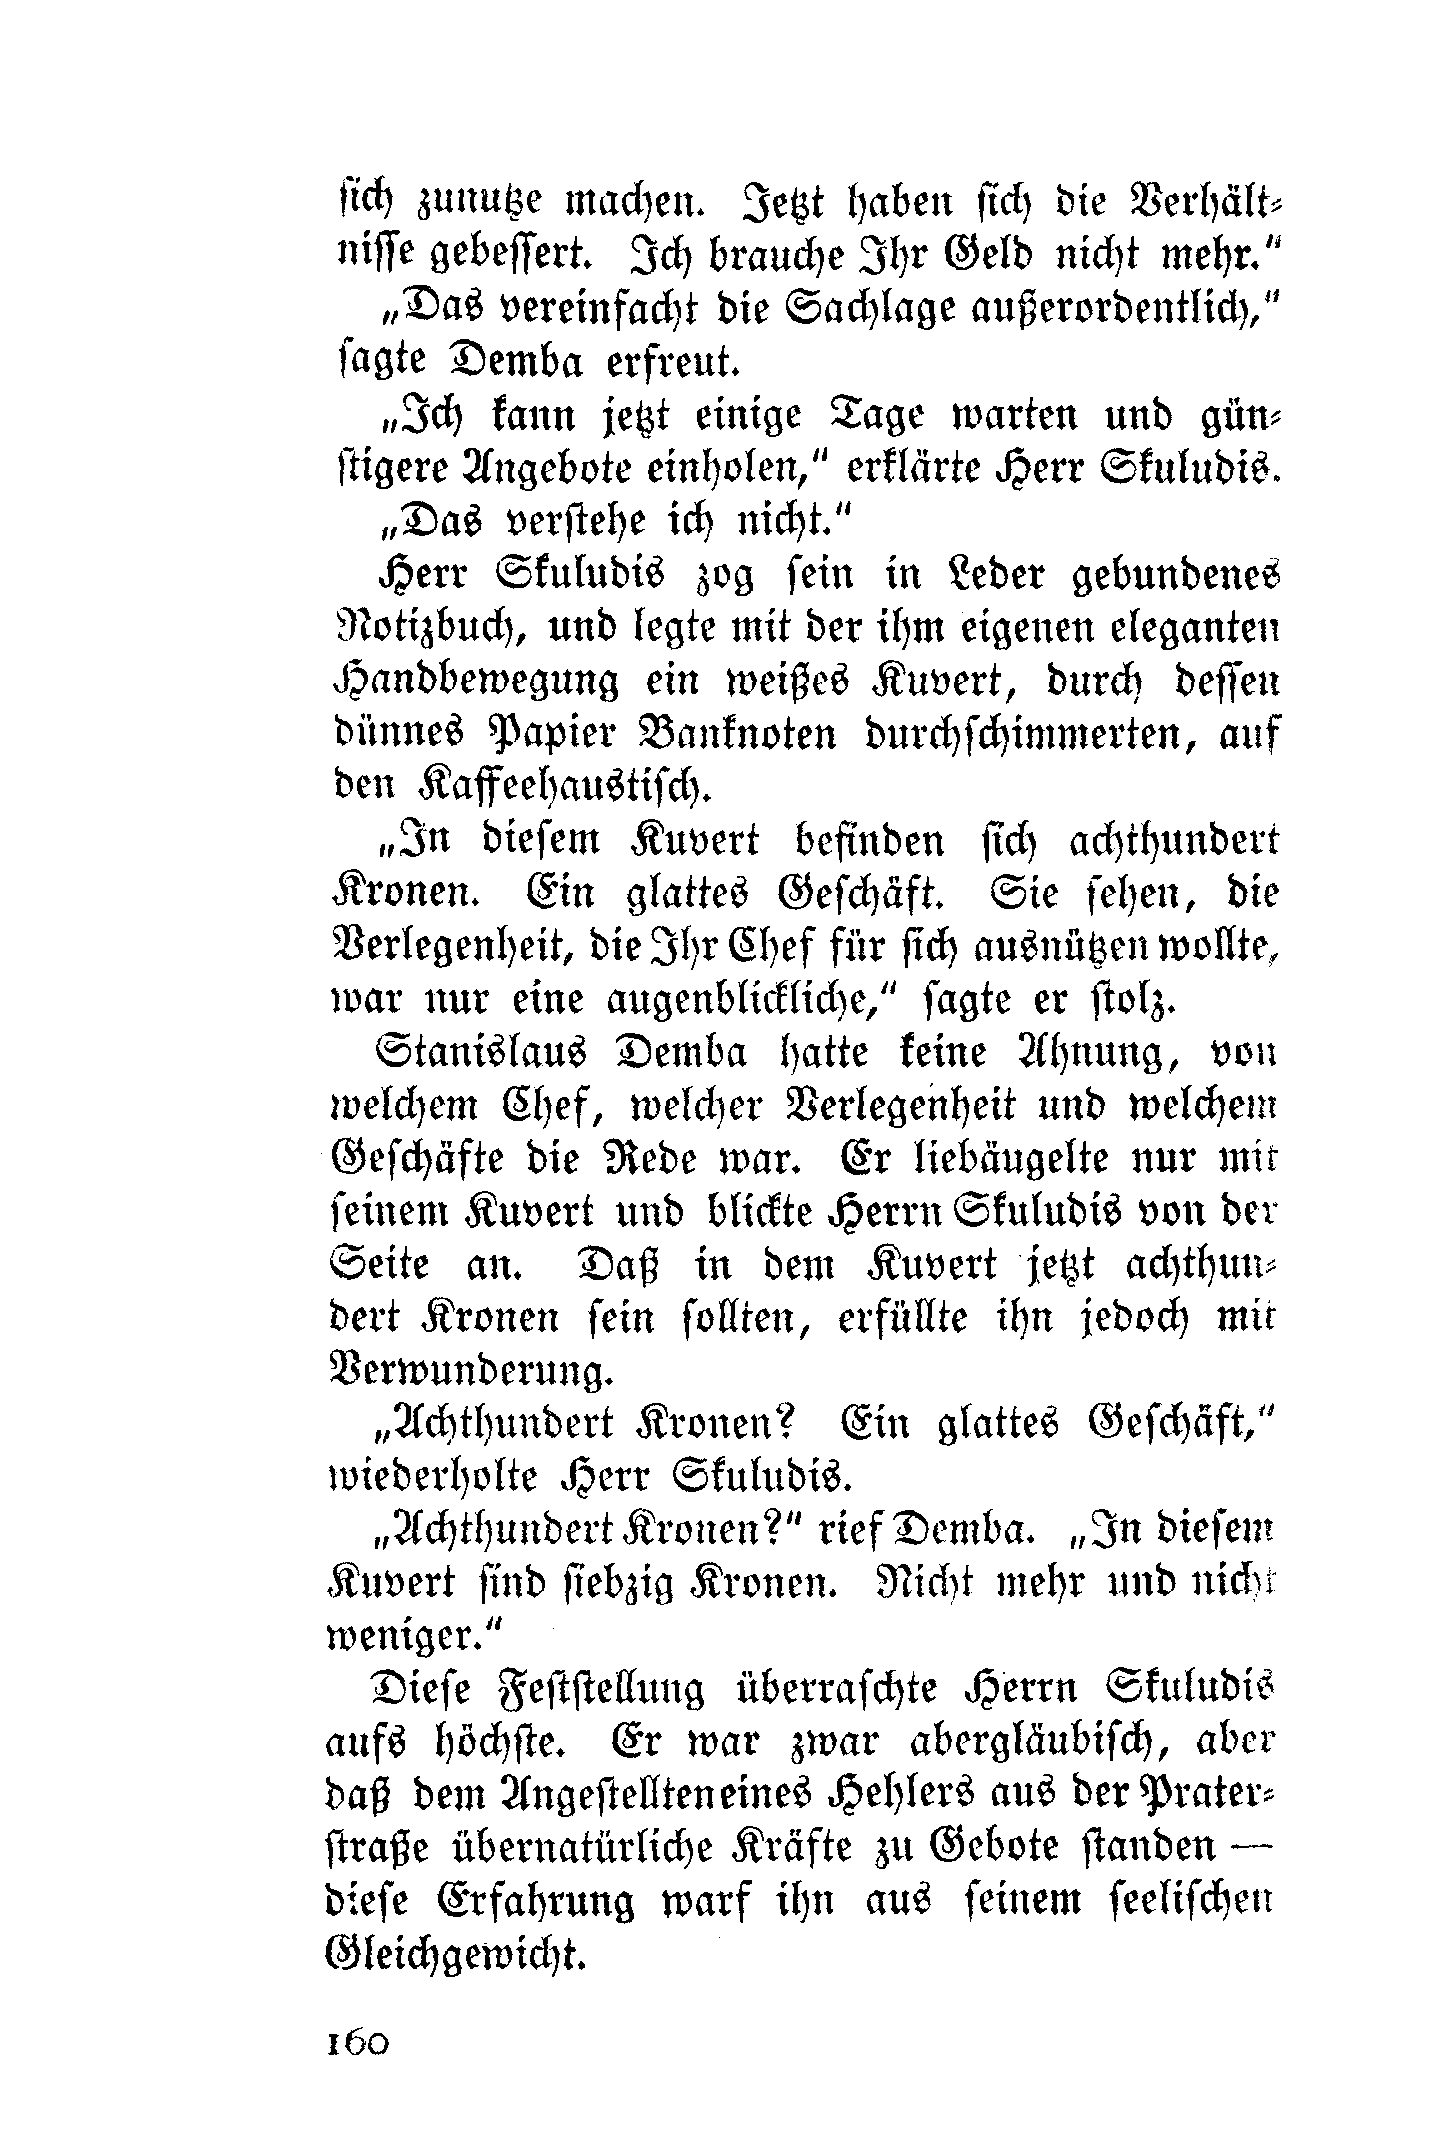 sich zunutze machen. Jetzt haben sich die Verhält-
nisse gebessert. Ich brauche Ihr Geld nicht mehr.“
„Das vereinfacht die Sachlage außerordentlich,“
sagte Demba erfreut.
„Ich kann jetzt einige Tage warten und gün-
stigere Angebote einholen,“ erklärte Herr Skuludis.
„Das verstehe ich nicht.“
Herr Skuludis zog sein in Leder gebundenes
Notizbuch, und legte mit der ihm eigenen eleganten
Handbewegung ein weißes Kuvert, durch dessen
dünnes Papier Banknoten durchschimmerten, auf
den Kaffeehaustisch.
„In diesem Kuvert befinden sich achthundert
Kronen. Ein glattes Geschäft. Sie sehen, die
Verlegenheit, die Ihr Chef für sich ausnützen wollte,
war nur eine augenblickliche,“ sagte er stolz.
Stanislaus Demba hatte keine Ahnung, von
welchem Chef, welcher Verlegenheit und welchem
Geschäfte die Rede war. Er liebäugelte nur mit
seinem Kuvert und blickte Herrn Skuludis von der
Seite an. Daß in dem Kuvert jetzt achthun-
dert Kronen sein sollten, erfüllte ihn jedoch mit
Verwunderung.
„Achthundert Kronen? Ein glattes Geschäft,“
wiederholte Herr Skuludis.
„Achthundert Kronen?“ rief Demba. „In diesem
Kuvert sind siebzig Kronen. Nicht mehr und nicht
weniger.“
Diese Feststellung überraschte Herrn Skuludis
aufs höchste. Er war zwar abergläubisch, aber
daß dem Angestellten eines Hehlers aus der Prater-
straße übernatürliche Kräfte zu Gebote standen —
diese Erfahrung warf ihn aus seinem seelischen
Gleichgewicht.
160